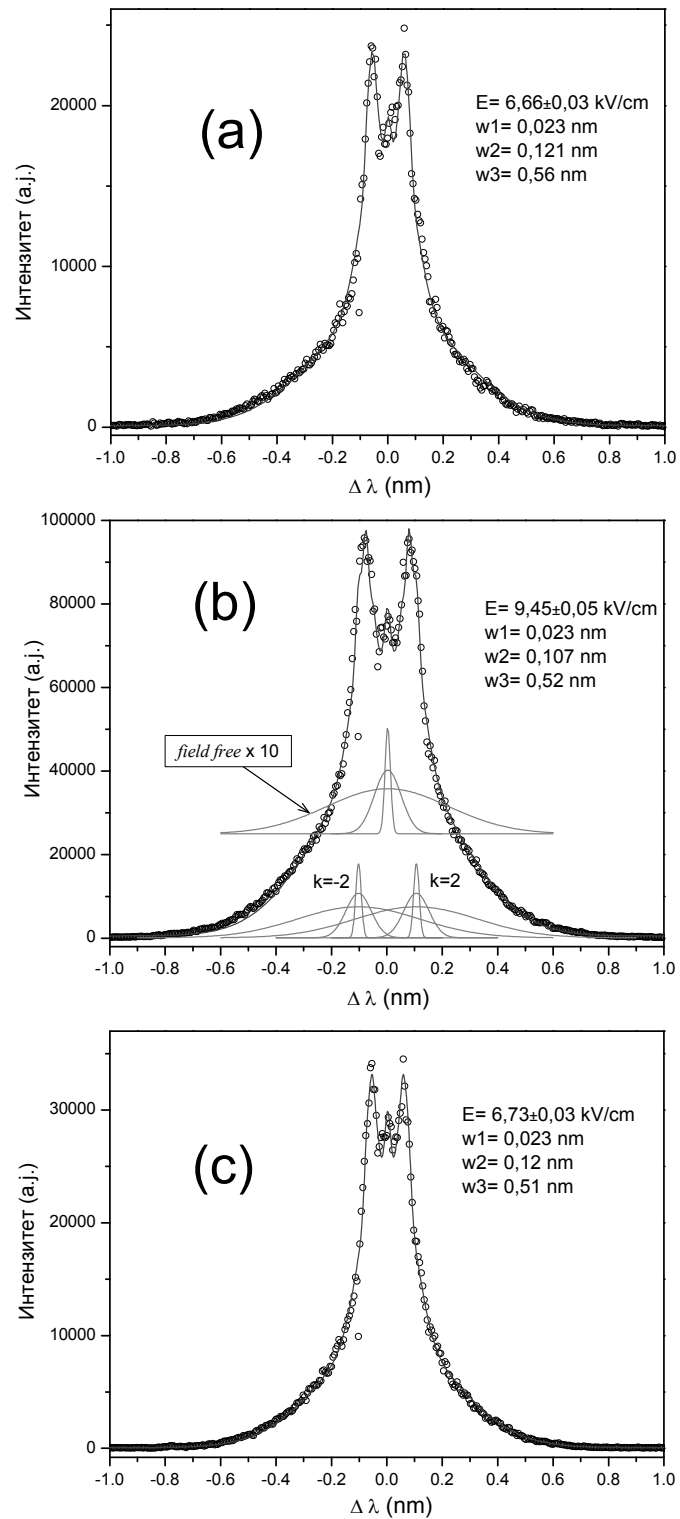 20000
10000
0
Интензитет (a.j.)
(a)
E= 6,66±0,03 kV/cm
w1= 0,023 nm
w2= 0,121 nm
w3= 0,56 nm
-1.0 -0.8 -0.6 -0.4 -0.2 0.0 0.2 0.4 0.6 0.8 1.0
Δ λ (nm)
100000
80000
60000
40000
20000
0
Интензитет (a.j.)
(b)
E= 9,45±0,05 kV/cm
w1= 0,023 nm
w2= 0,107 nm
w3= 0,52 nm
field free x 10
k=-2 k=2
-1.0 -0.8 -0.6 -0.4 -0.2 0.0 0.2 0.4 0.6 0.8 1.0
Δ λ (nm)
30000
20000
10000
0
Интензитет (a.j.)
(c)
E= 6,73±0,03 kV/cm
w1= 0,023 nm
w2= 0,12 nm
w3= 0,51 nm
-1.0 -0.8 -0.6 -0.4 -0.2 0.0 0.2 0.4 0.6 0.8 1.0
Δ λ (nm)